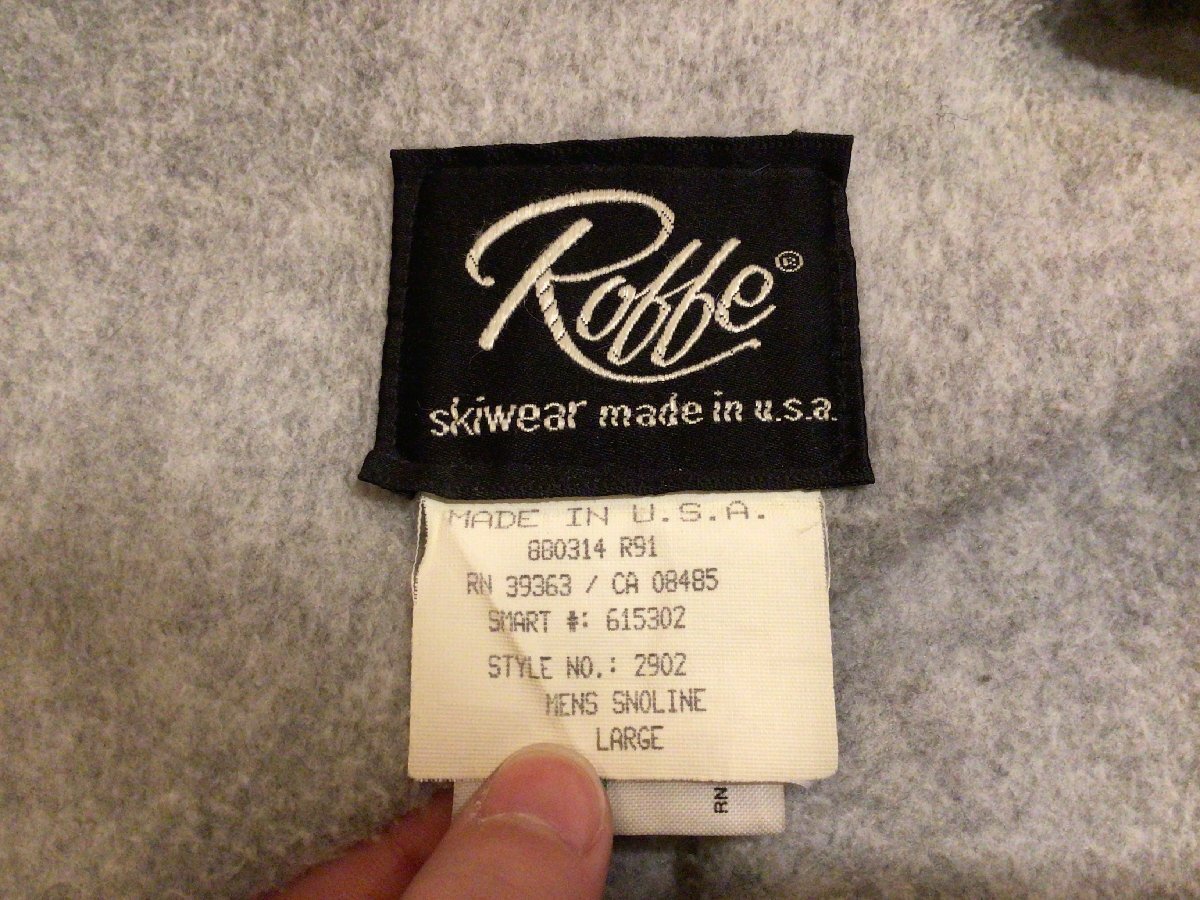 Roffe®
skiwear made in u.s.a.
MADE IN U.S.A.
880314 R91
RN 39363 / CA 08485
SMART #: 615302
STYLE NO.: 2902
MENS SNOLINE
LARGE
RN